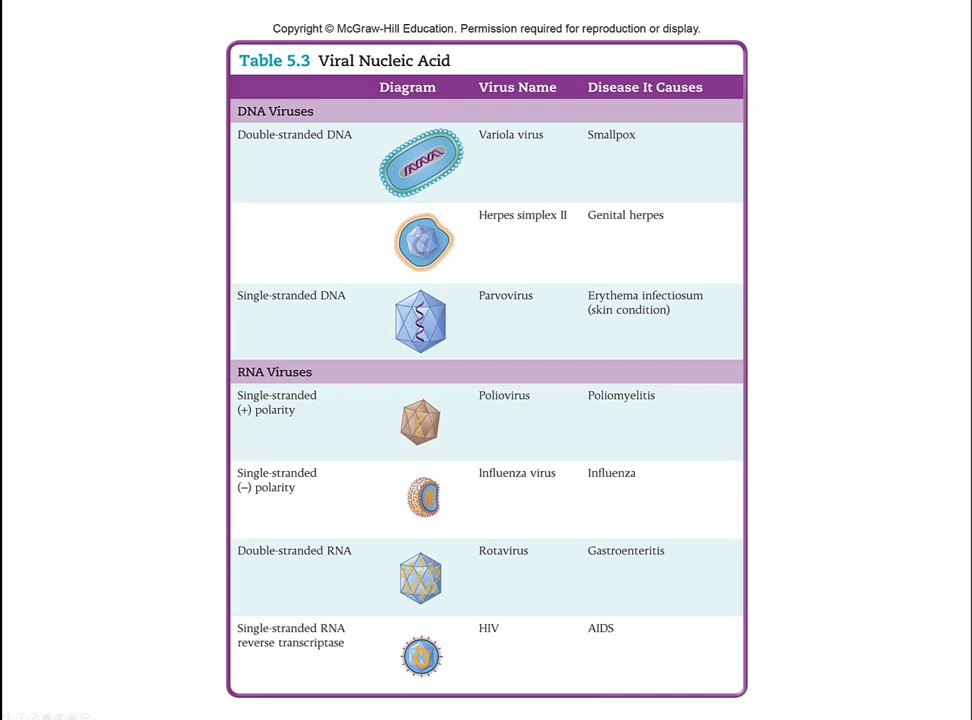 Copyright © McGraw-Hill Education. Permission required for reproduction or display.
Table 5.3 Viral Nucleic Acid
Diagram Virus Name Disease It Causes
DNA Viruses
Double-stranded DNA Variola virus Smallpox
Herpes simplex II Genital herpes
Single-stranded DNA Parvovirus Erythema infectiosum
(skin condition)
RNA Viruses
Single-stranded Poliovirus Poliomyelitis
(+) polarity
Single-stranded Influenza virus Influenza
(−) polarity
Double-stranded RNA Rotavirus Gastroenteritis
Single-stranded RNA HIV AIDS
reverse transcriptase